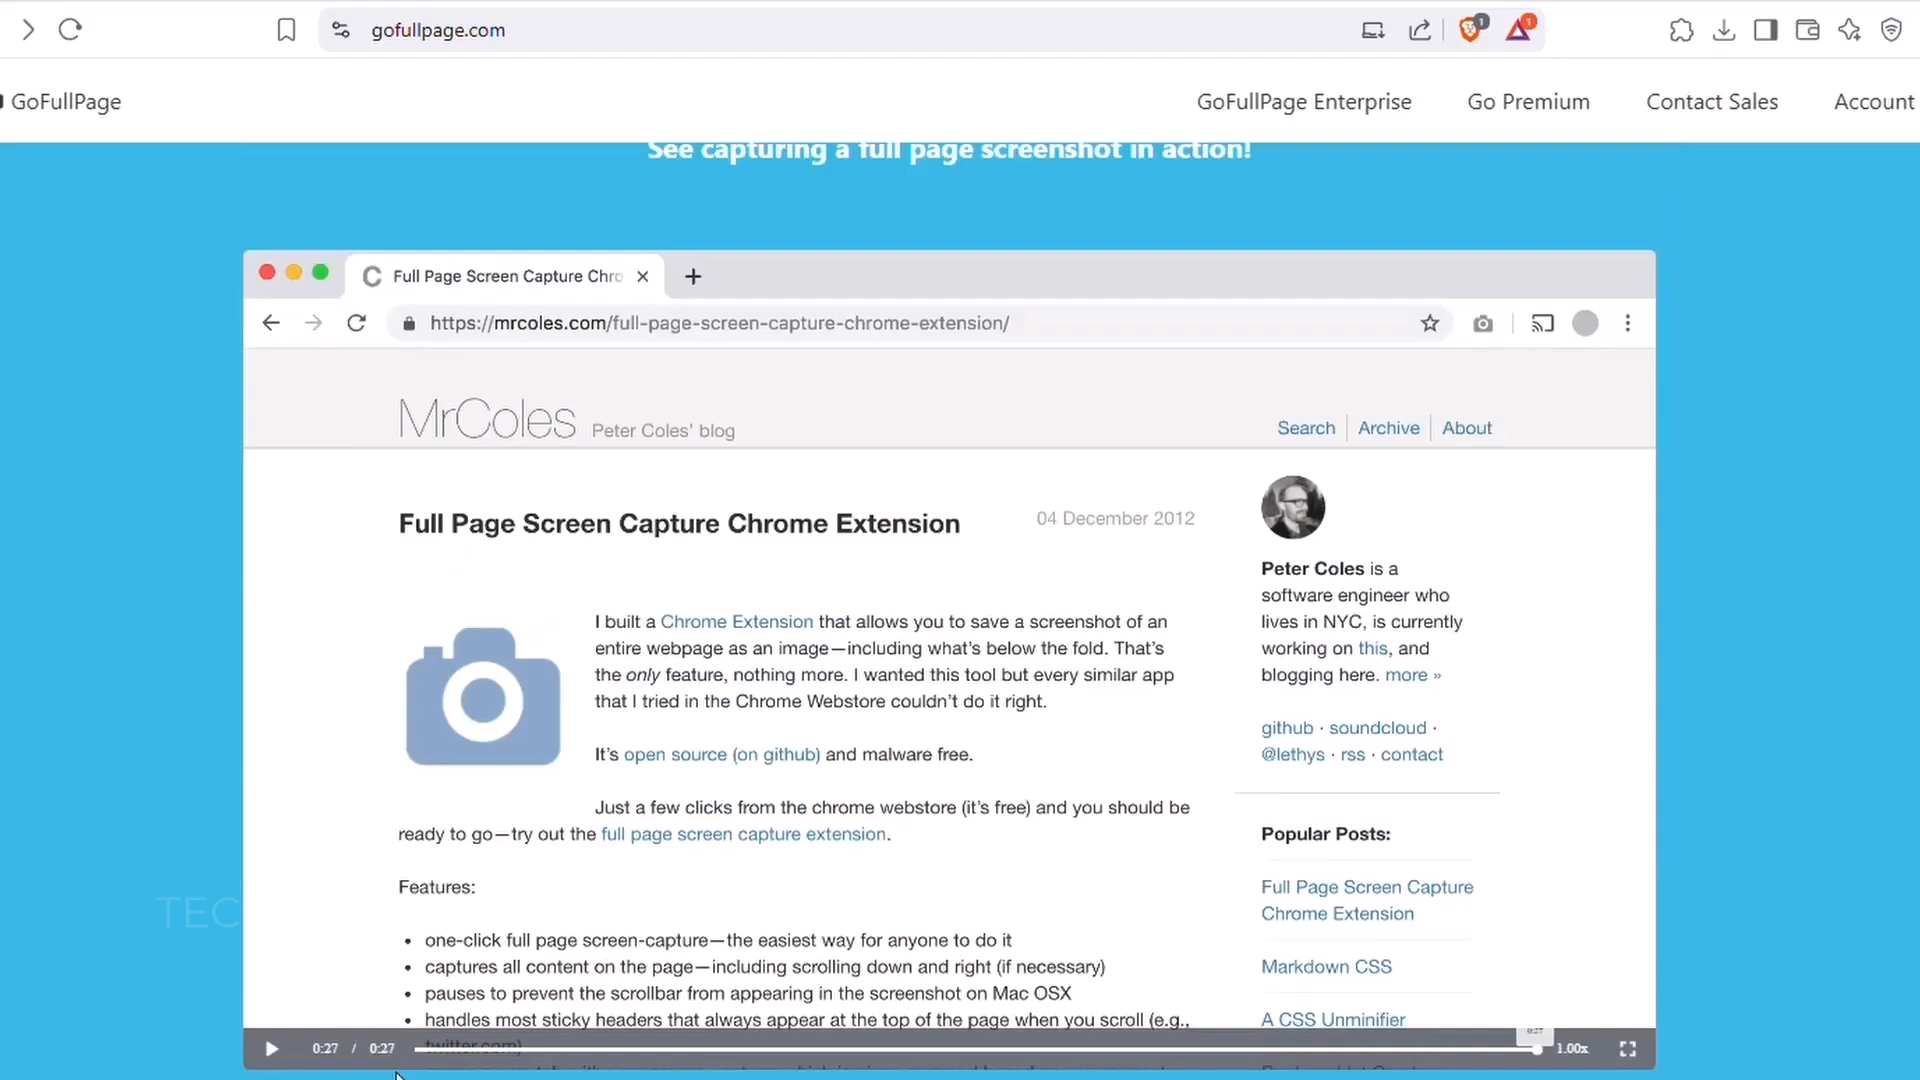 gofullpage.com
1
1
GoFullPage
GoFullPage Enterprise
Go Premium
Contact Sales
Account
See capturing a full page screenshot in action!
Full Page Screen Capture Chro
https://mrcoles.com/full-page-screen-capture-chrome-extension/
MrColes Peter Coles’ blog
Search
Archive
About
Full Page Screen Capture Chrome Extension
04 December 2012
I built a Chrome Extension that allows you to save a screenshot of an
entire webpage as an image—including what’s below the fold. That’s
the only feature, nothing more. I wanted this tool but every similar app
that I tried in the Chrome Webstore couldn’t do it right.
It’s open source (on github) and malware free.
Just a few clicks from the chrome webstore (it’s free) and you should be
ready to go—try out the full page screen capture extension.
Features:
• one-click full page screen-capture—the easiest way for anyone to do it
• captures all content on the page—including scrolling down and right (if necessary)
• pauses to prevent the scrollbar from appearing in the screenshot on Mac OSX
• handles most sticky headers that always appear at the top of the page when you scroll (e.g.,
twitter.com)
Peter Coles is a
software engineer who
lives in NYC, is currently
working on this, and
blogging here. more »
github · soundcloud ·
@lethys · rss · contact
Popular Posts:
Full Page Screen Capture
Chrome Extension
Markdown CSS
A CSS Unminifier
TEC
0:27 / 0:27
0:27
1.00x